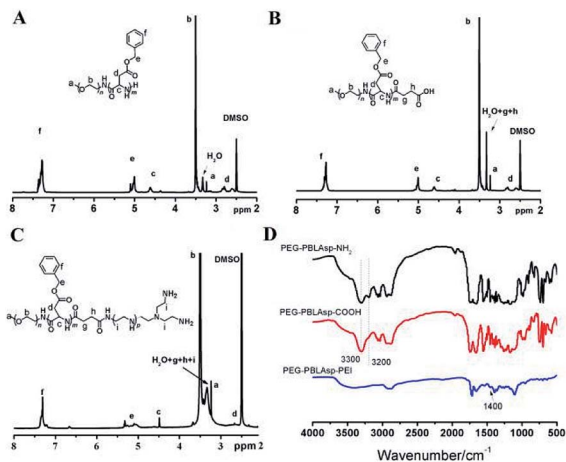 A
f
e
d
a
b
c
O
NH
n
m
H
b
DMSO
H₂O
f
e
c
a
d
8 7 6 5 4 3 ppm 2
B
f
e
d
a
b
c
g
h
OH
b
H₂O+g+h
DMSO
f
e
c
d
a
8 7 6 5 4 3 ppm 2
C
f
e
d
a
b
c
g
h
i
NH₂
N
NH₂
b
DMSO
H₂O+g+h+i
a
f
e
c
d
8 7 6 5 4 3 ppm 2
D
PEG-PBLAsp-NH₂
PEG-PBLAsp-COOH
3300 3200
PEG-PBLAsp-PEI
1400
4000 3500 3000 2500 2000 1500 1000 500
Wavenumber/cm⁻¹